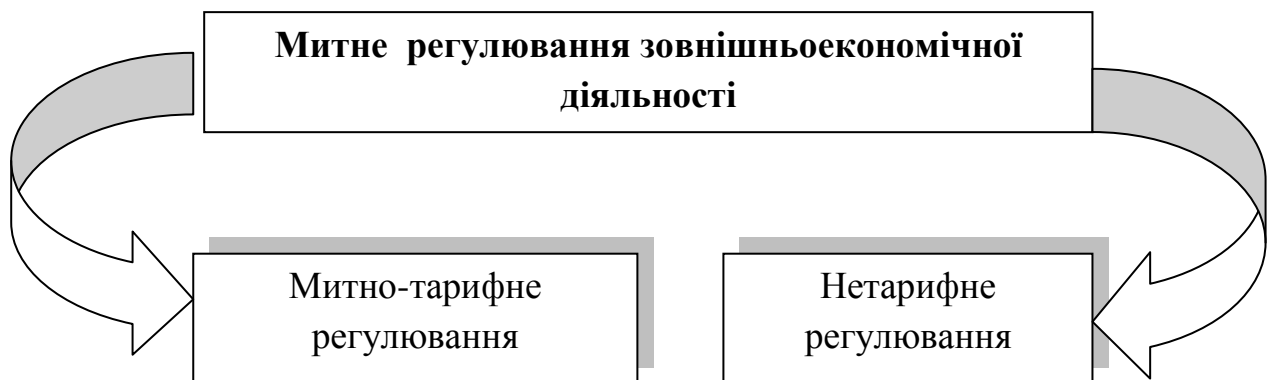 Митне регулювання зовнішньоекономічної
діяльності
Митно-тарифне
регулювання
Нетарифне
регулювання